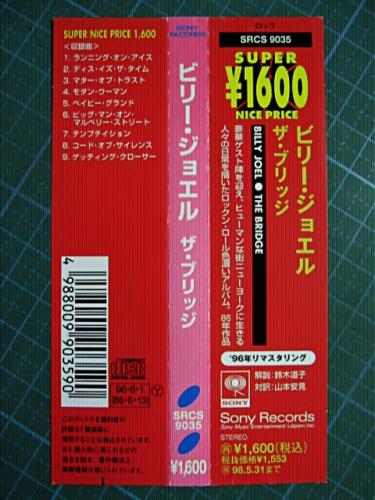 SUPER NICE PRICE 1,600
<収録曲>
1. ランニング・オン・アイス
2. ディス・イズ・ザ・タイム
3. マター・オブ・トラスト
4. モダン・ウーマン
5. ベイビー・グランド
6. ビッグ・マン・オン・
マルベリー・ストリート
7. テンプテイション
8. コード・オブ・サイレンス
9. ゲッティング・クローサー
4 988009 903590
COMPACT
disc
DIGITAL AUDIO
96・6・1
(86・6・13)
Y
SONY
RECORDS
ビリー・ジョエル ザ・ブリッジ
SRCS
9035
¥1,600
ロック
SRCS 9035
SUPER
¥1600
NICE PRICE
ビリー・ジョエル
ザ・ブリッジ
BILLY JOEL ● THE BRIDGE
豪華ゲスト陣を迎え、ヒューマンな街ニューヨークに生きる
人々の日常を描いたロックン・ロール色濃いアルバム。86年作品
'96年リマスタリング
解説:鈴木道子
対訳:山本安見
SONY
Sony Records
Sony Music Entertainment (Japan) Inc.
STEREO
¥1,600(税込)
税抜価格¥1,553
98.5.31まで